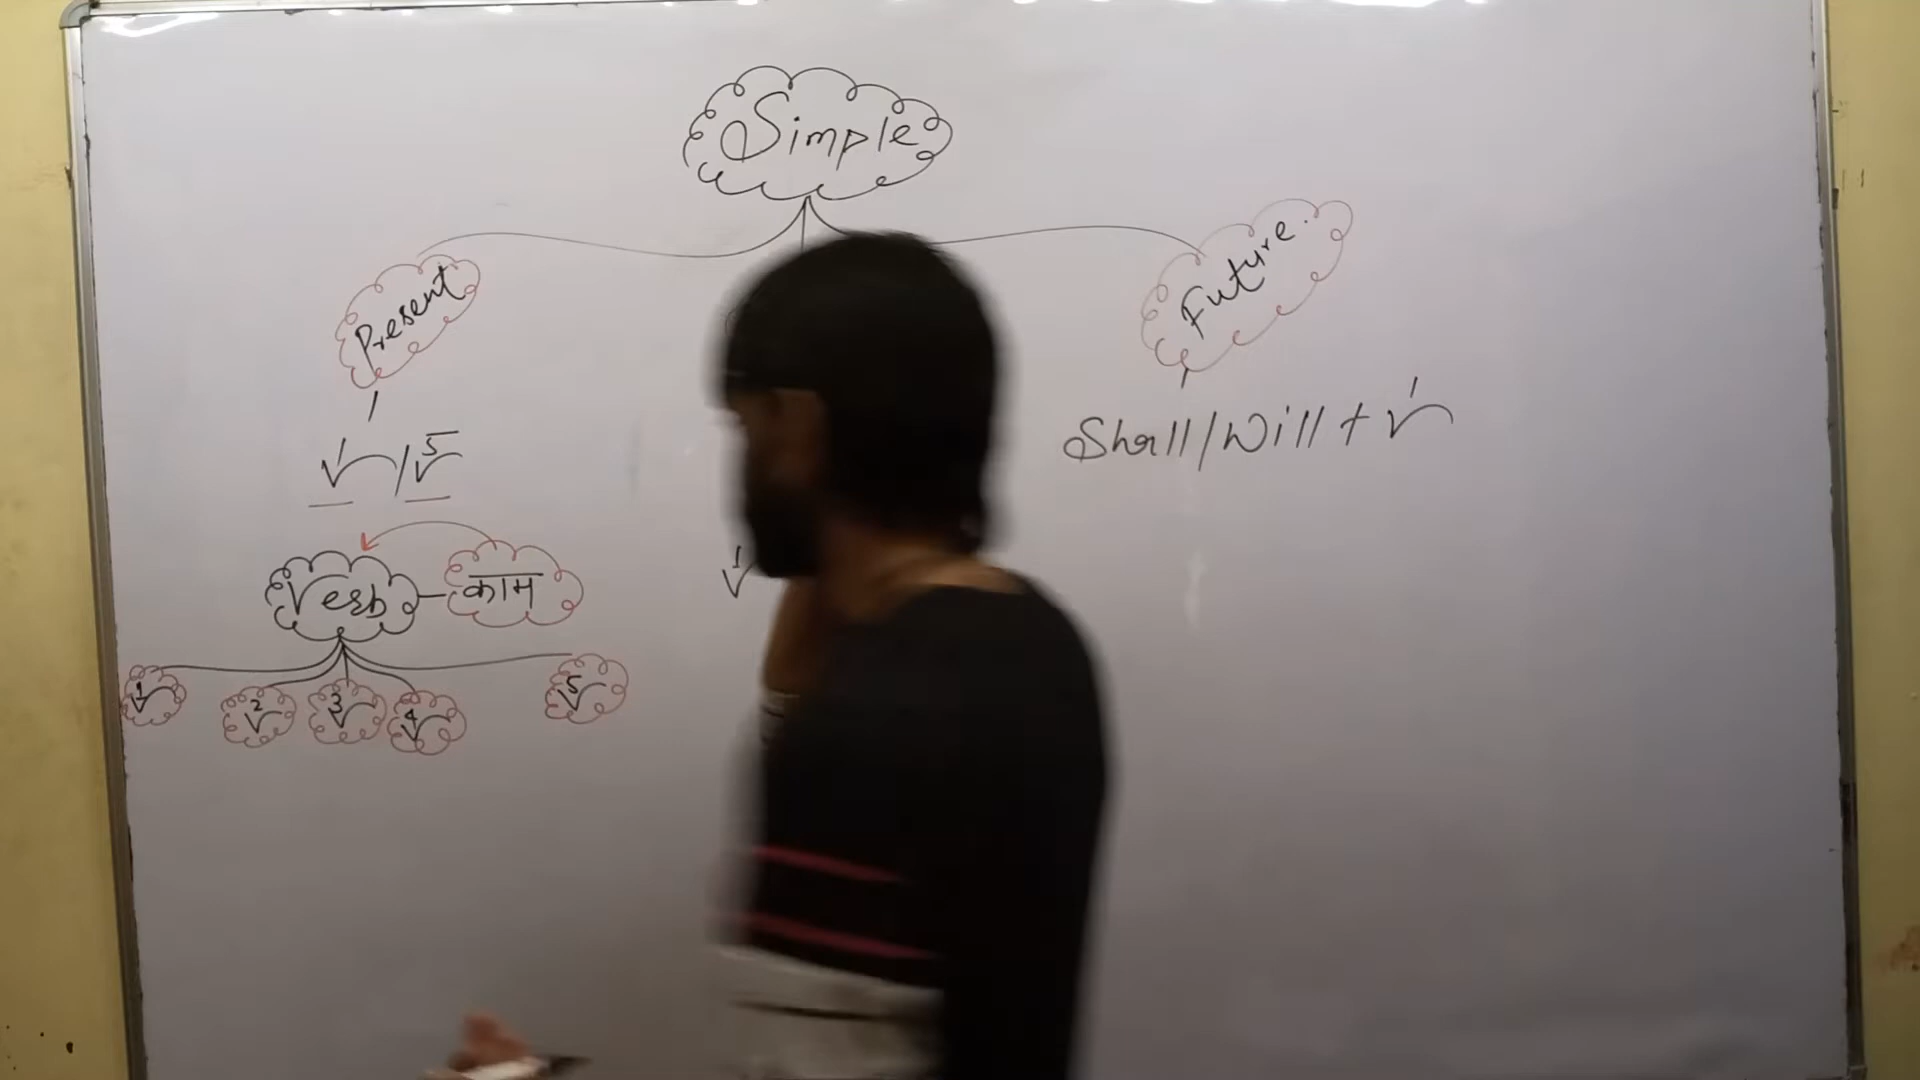 Simple
Present
Future.
V1/V5
Shall/Will + V1
Verb - काम
V1
V1 V2 V3 V4 V5